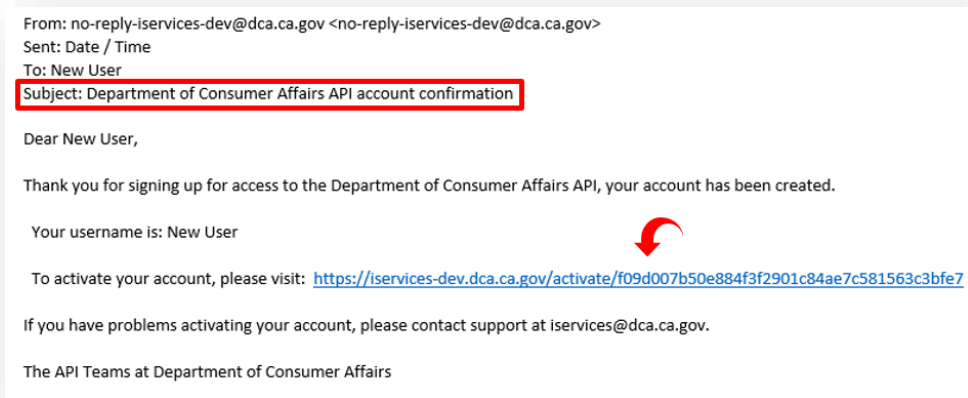 From: no-reply-iservices-dev@dca.ca.gov <no-reply-iservices-dev@dca.ca.gov>
Sent: Date / Time
To: New User
Subject: Department of Consumer Affairs API account confirmation
Dear New User,
Thank you for signing up for access to the Department of Consumer Affairs API, your account has been created.
Your username is: New User
To activate your account, please visit: https://iservices-dev.dca.ca.gov/activate/f09d007b50e884f3f2901c84ae7c581563c3bfe7
If you have problems activating your account, please contact support at iservices@dca.ca.gov.
The API Teams at Department of Consumer Affairs